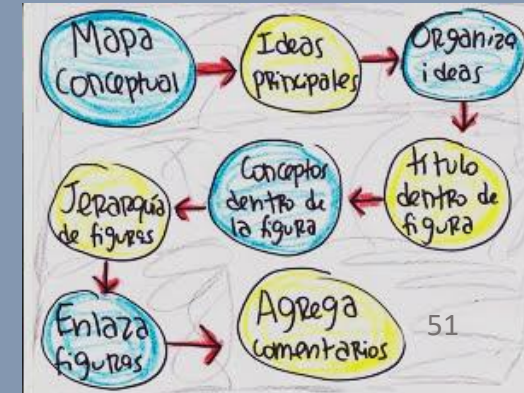 Mapa
Conceptual
Ideas
principales
Organiza
ideas
título
dentro de
figura
Conceptos
dentro de
la figura
Jerarquía
de figuras
Enlaza
figuras
Agrega
comentarios
51